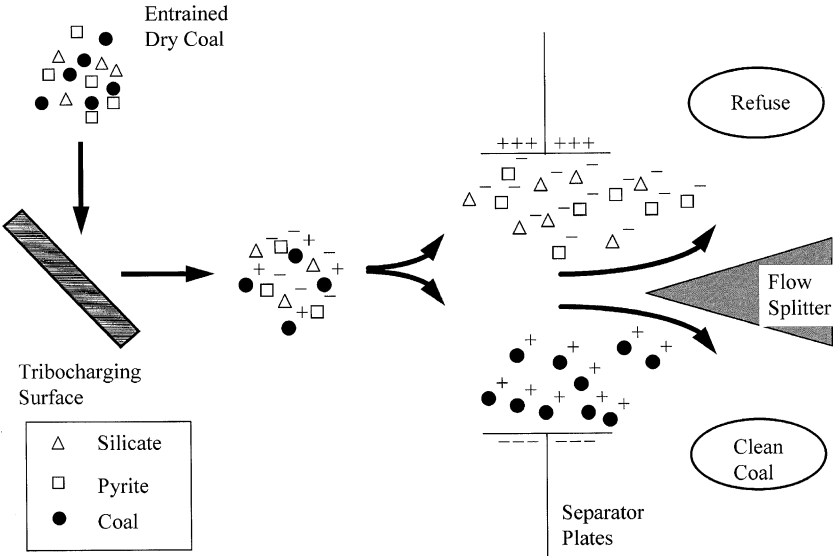 Entrained
Dry Coal
Refuse
+++ +++
Flow
Splitter
Tribocharging
Surface
Silicate
Pyrite
Coal
---- ----
Clean
Coal
Separator
Plates